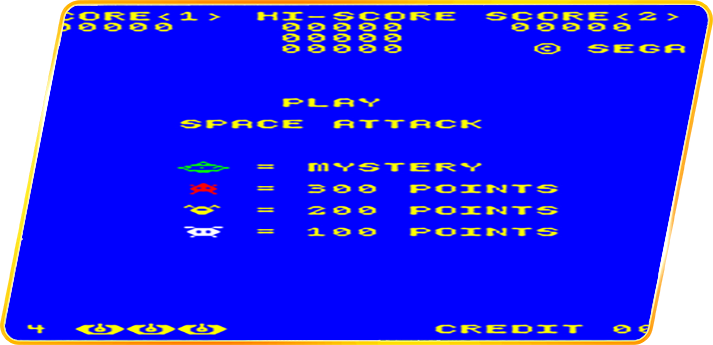 CORE<1> HI-SCORE SCORE<2>
00000 00000 00000
00000
00000 © SEGA
PLAY
SPACE ATTACK
= MYSTERY
= 300 POINTS
= 200 POINTS
= 100 POINTS
4 CREDIT 00